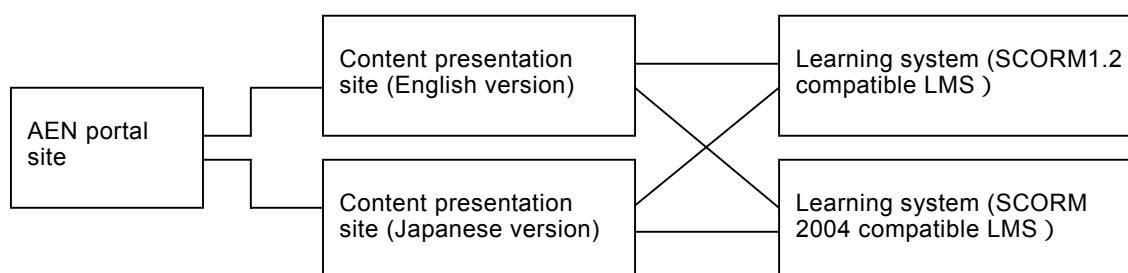 AEN portal
site
Content presentation
site (English version)
Content presentation
site (Japanese version)
Learning system (SCORM1.2
compatible LMS ）
Learning system (SCORM
2004 compatible LMS ）